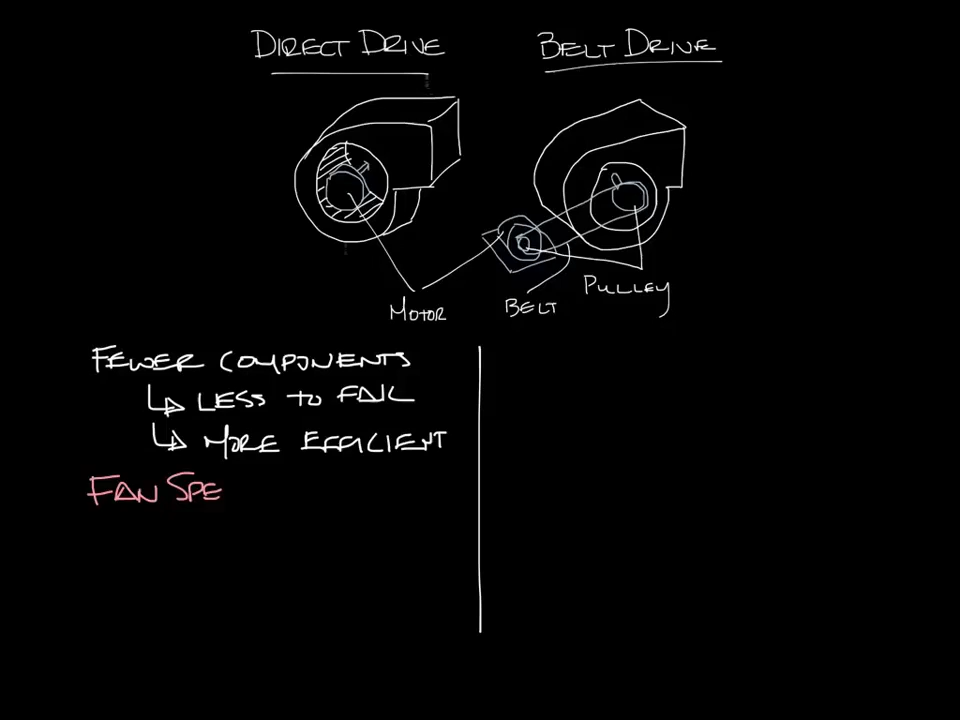 DIRECT DRIVE
BELT DRIVE
MOTOR
BELT
PULLEY
FEWER COMPONENTS
↳ LESS TO FAIL
↳ MORE EFFICIENT
FAN SPE